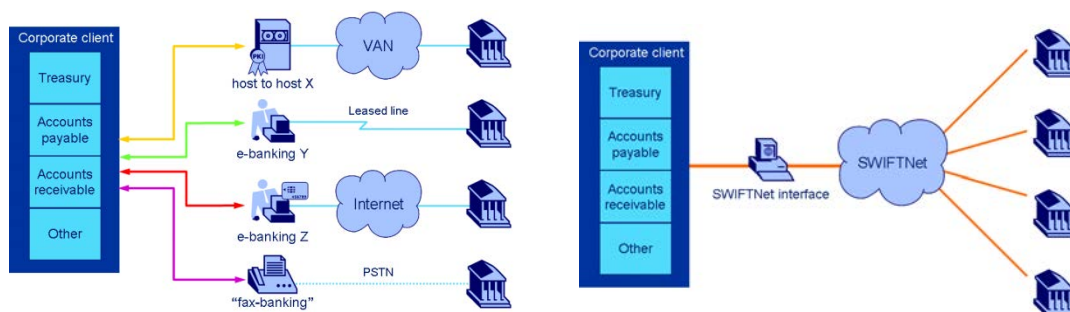 Corporate client
Treasury
Accounts
payable
Accounts
receivable
Other
PKI
host to host X
VAN
e-banking Y
Leased line
e-banking Z
Internet
"fax-banking"
PSTN
Corporate client
Treasury
Accounts
payable
Accounts
receivable
Other
SWIFTNet interface
SWIFTNet